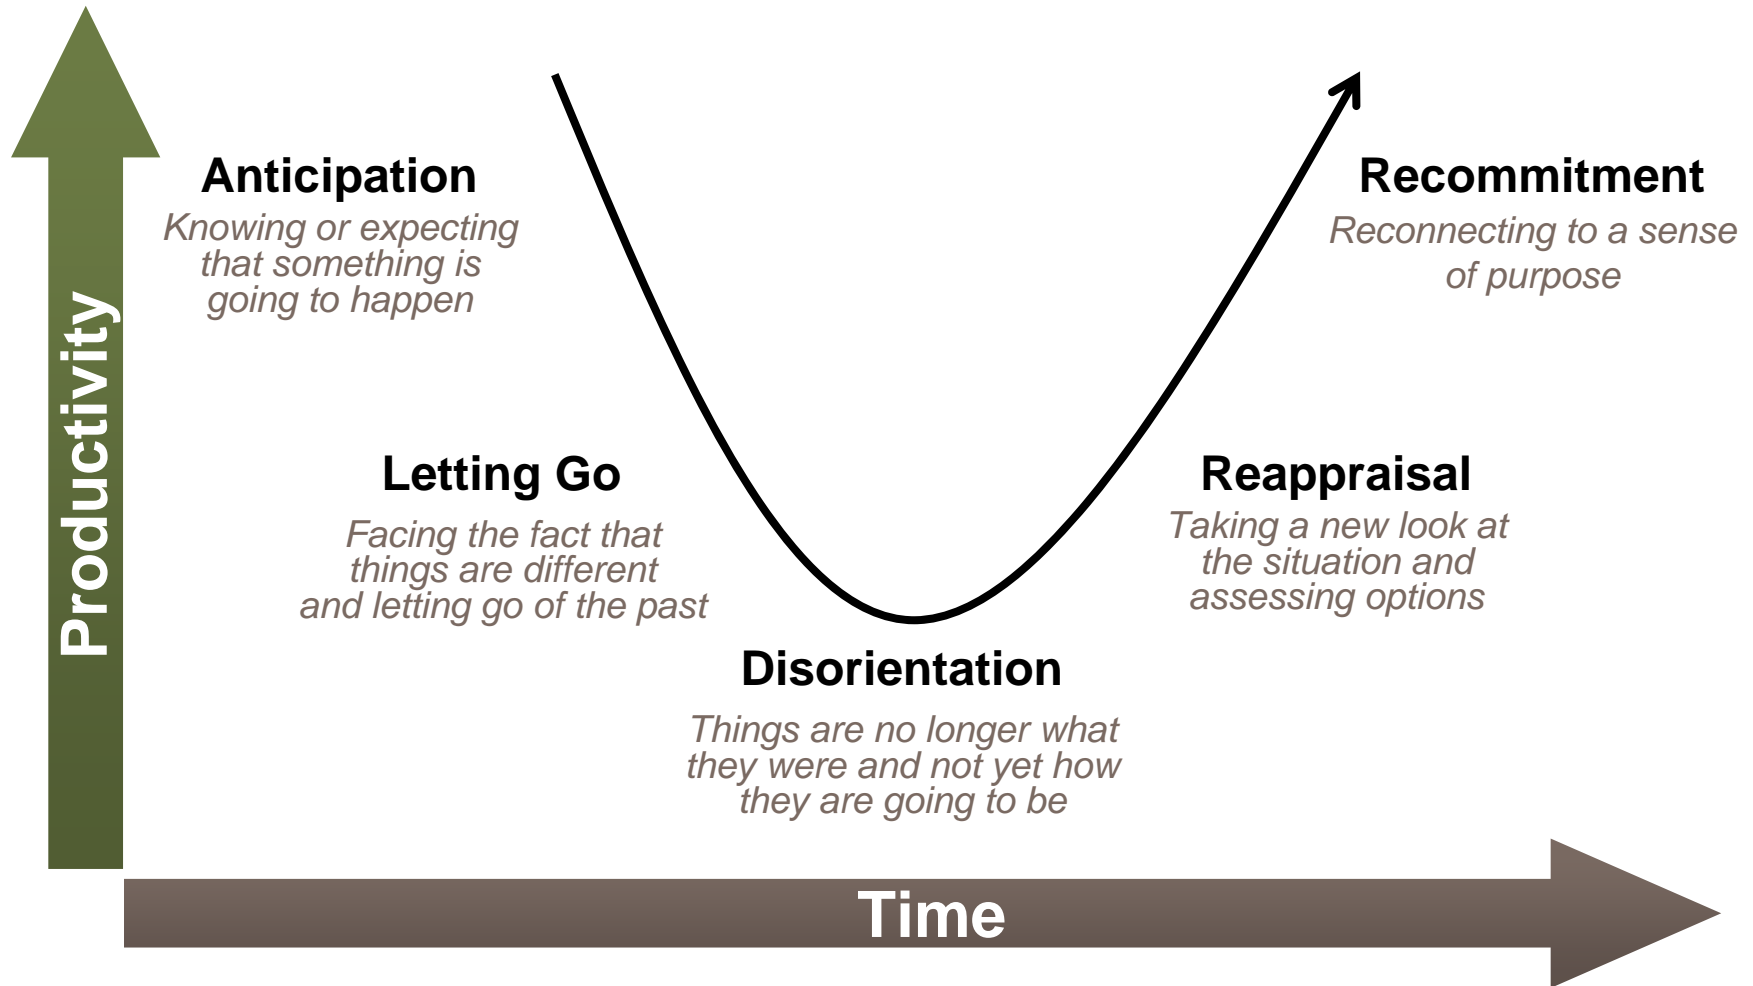 Productivity
Anticipation
Knowing or expecting
that something is
going to happen
Letting Go
Facing the fact that
things are different
and letting go of the past
Disorientation
Things are no longer what
they were and not yet how
they are going to be
Reappraisal
Taking a new look at
the situation and
assessing options
Recommitment
Reconnecting to a sense
of purpose
Time